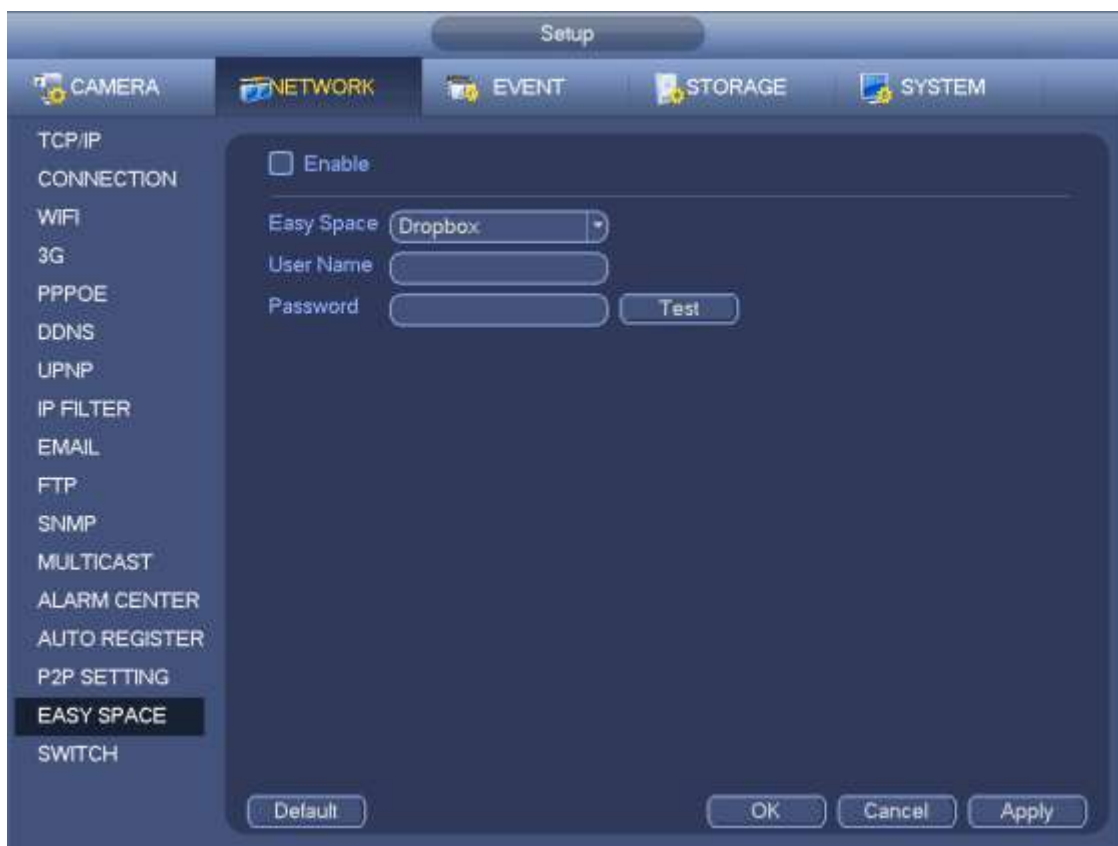 Setup
CAMERA NETWORK EVENT STORAGE SYSTEM
TCP/IP
CONNECTION
WIFI
3G
PPPOE
DDNS
UPNP
IP FILTER
EMAIL
FTP
SNMP
MULTICAST
ALARM CENTER
AUTO REGISTER
P2P SETTING
EASY SPACE
SWITCH
Enable
Easy Space Dropbox
User Name
Password Test
Default OK Cancel Apply